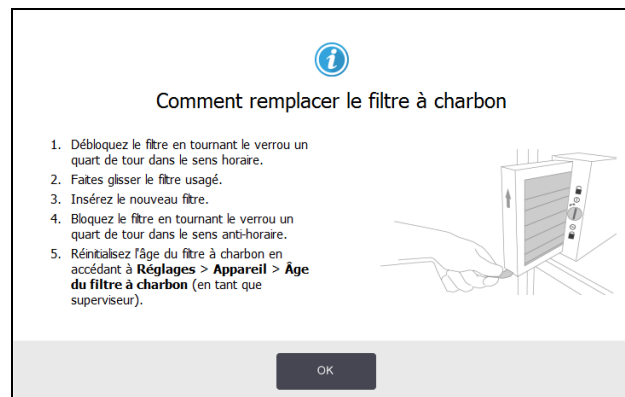 Comment remplacer le filtre à charbon
1. Débloquez le filtre en tournant le verrou un
quart de tour dans le sens horaire.
2. Faites glisser le filtre usagé.
3. Insérez le nouveau filtre.
4. Bloquez le filtre en tournant le verrou un
quart de tour dans le sens anti-horaire.
5. Réinitialisez l'âge du filtre à charbon en
accédant à Réglages > Appareil > Âge
du filtre à charbon (en tant que
superviseur).
OK